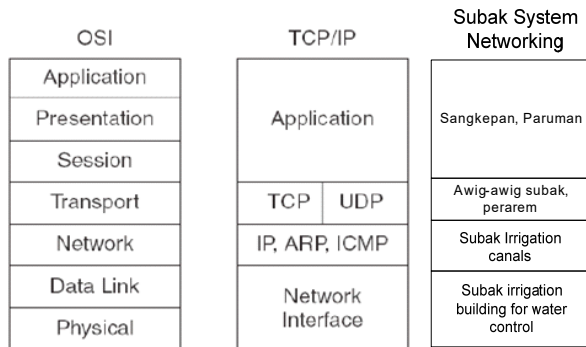 OSI
Application
Presentation
Session
Transport
Network
Data Link
Physical
TCP/IP
Application
TCP UDP
IP, ARP, ICMP
Network
Interface
Subak System
Networking
Sangkepan, Paruman
Awig-awig subak,
perarem
Subak Irrigation
canals
Subak irrigation
building for water
control